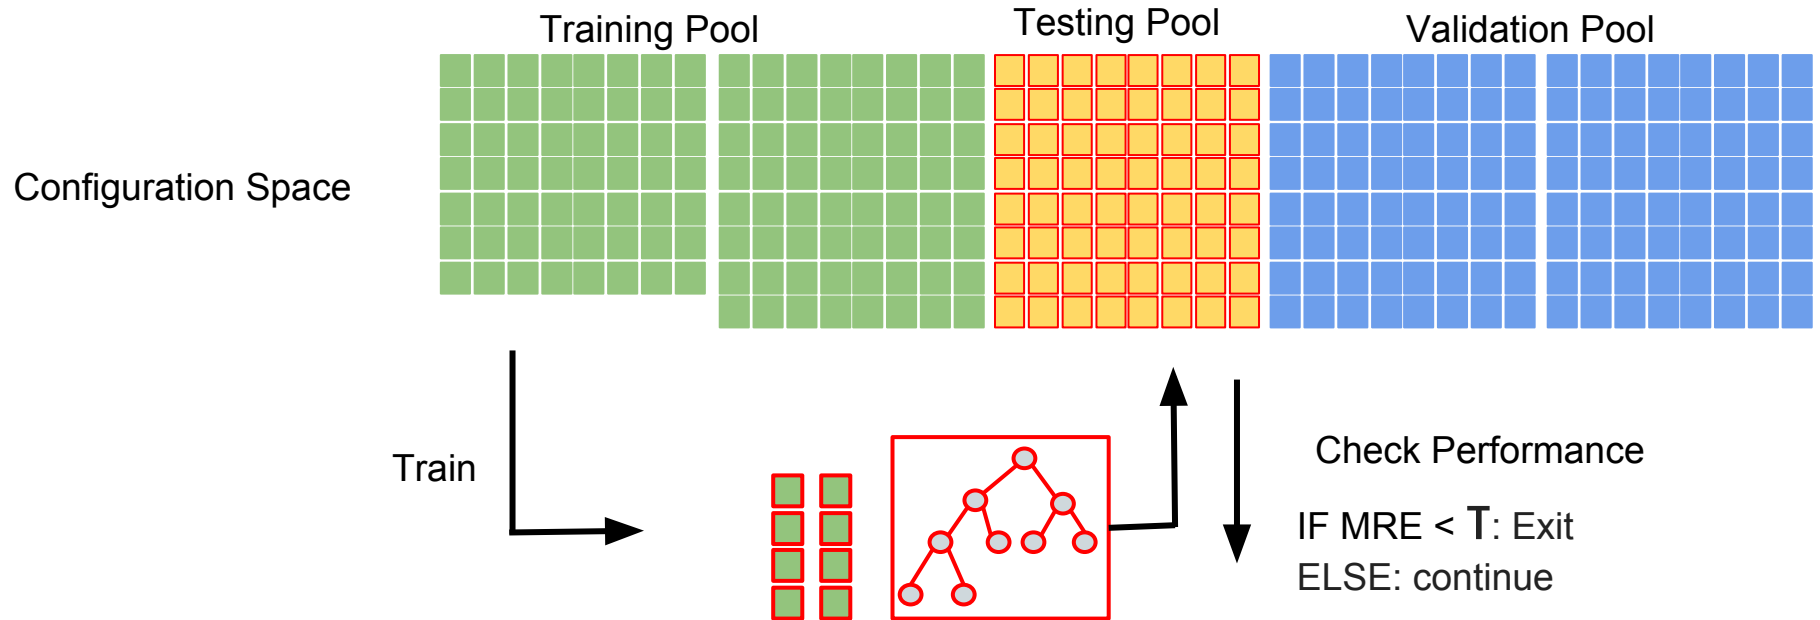 Training Pool
Testing Pool
Validation Pool
Configuration Space
Train
Check Performance
IF MRE < T: Exit
ELSE: continue